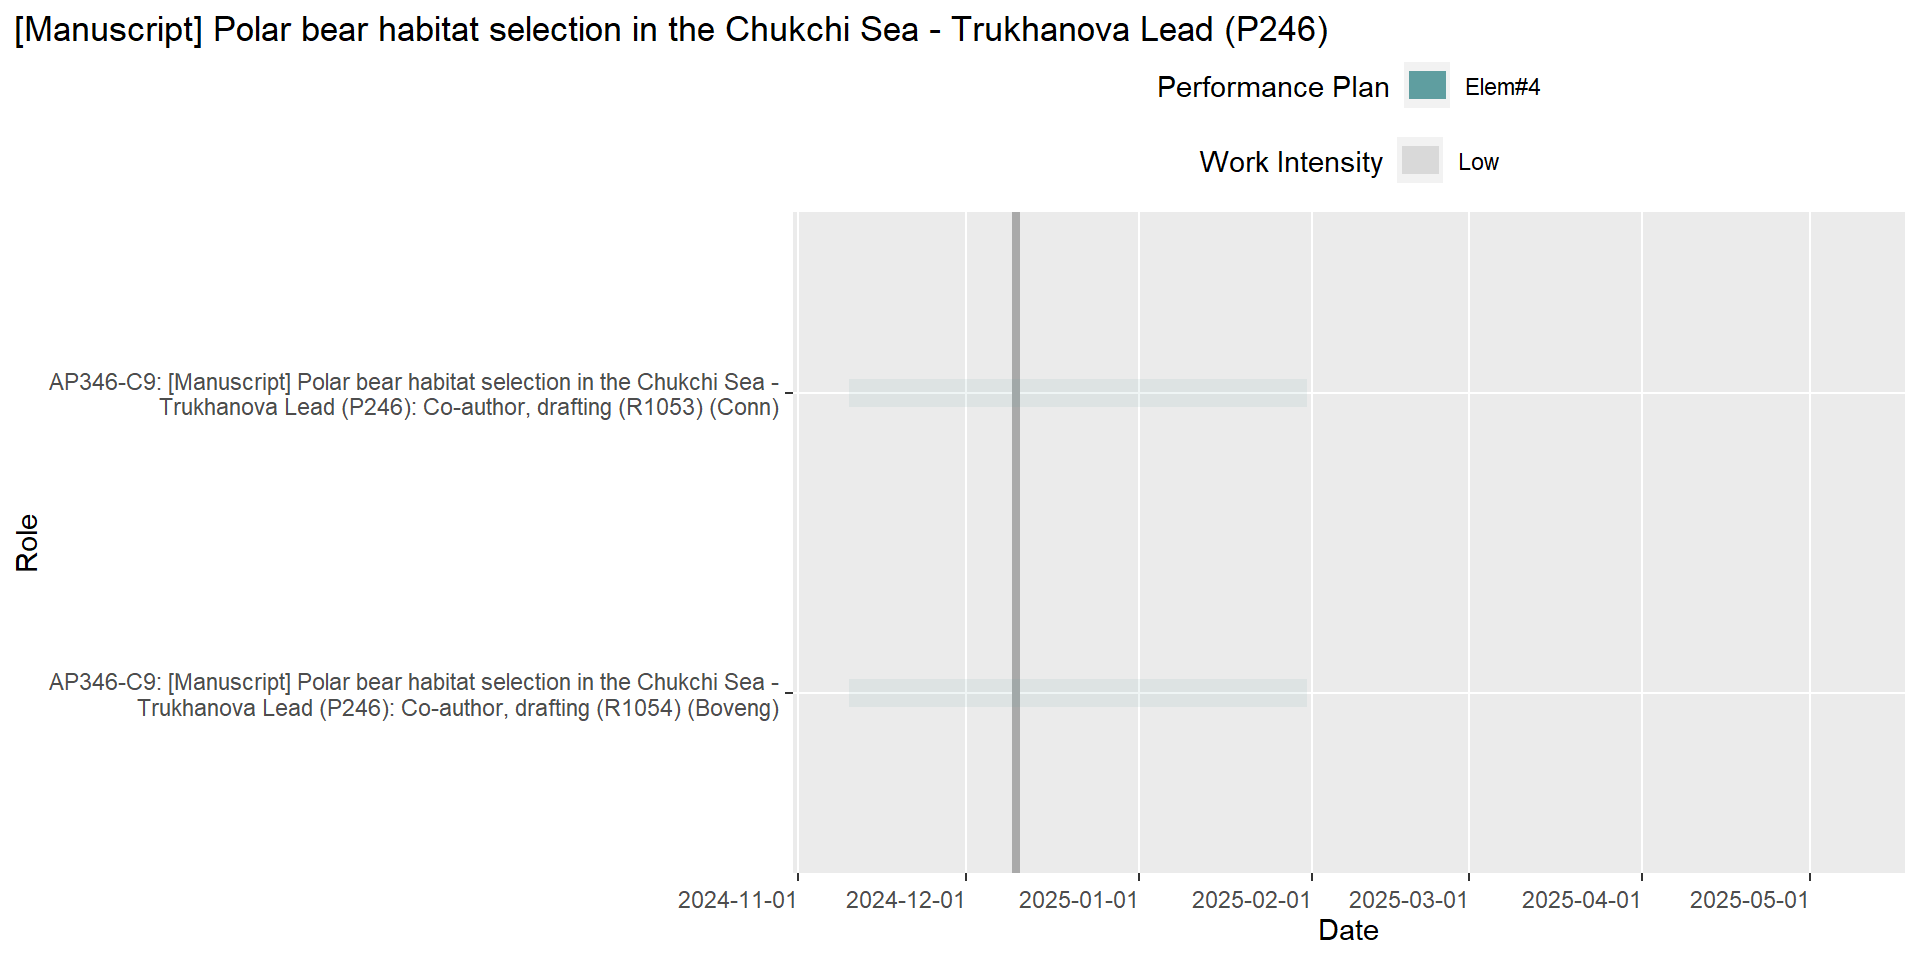 [Manuscript] Polar bear habitat selection in the Chukchi Sea - Trukhanova Lead (P246)
Performance Plan
Elem#4
Work Intensity
Low
AP346-C9: [Manuscript] Polar bear habitat selection in the Chukchi Sea -
Trukhanova Lead (P246): Co-author, drafting (R1053) (Conn)
Role
AP346-C9: [Manuscript] Polar bear habitat selection in the Chukchi Sea -
Trukhanova Lead (P246): Co-author, drafting (R1054) (Boveng)
2024-11-01
2024-12-01
2025-01-01
2025-02-01
2025-03-01
2025-04-01
2025-05-01
Date